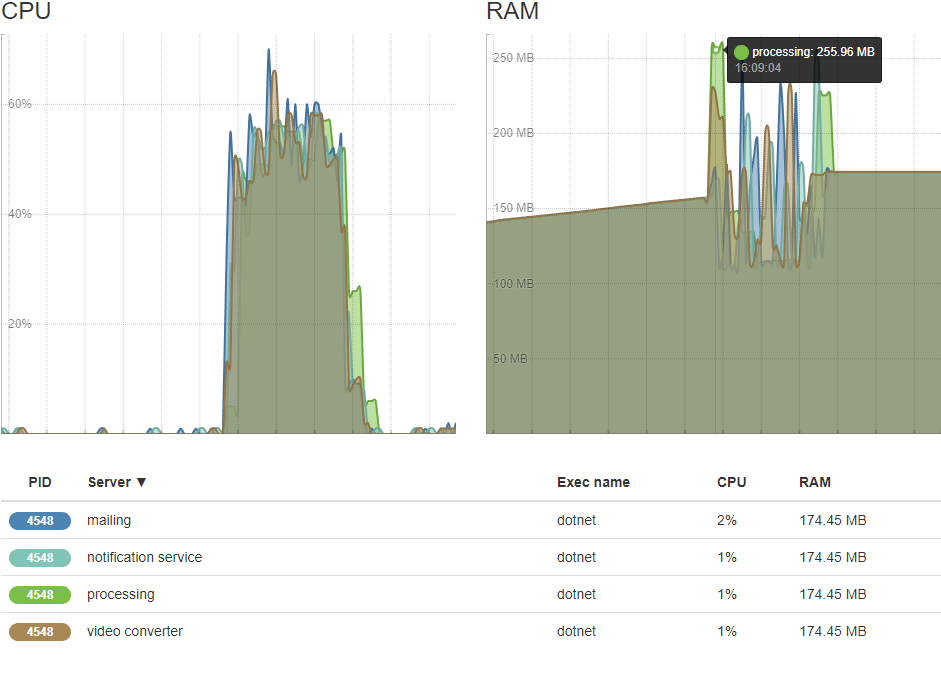 CPU
60%
40%
20%
RAM
250 MB
200 MB
150 MB
100 MB
50 MB
processing: 255.96 MB
16:09:04
PID Server ▼ Exec name CPU RAM
4548 mailing dotnet 2% 174.45 MB
4548 notification service dotnet 1% 174.45 MB
4548 processing dotnet 1% 174.45 MB
4548 video converter dotnet 1% 174.45 MB